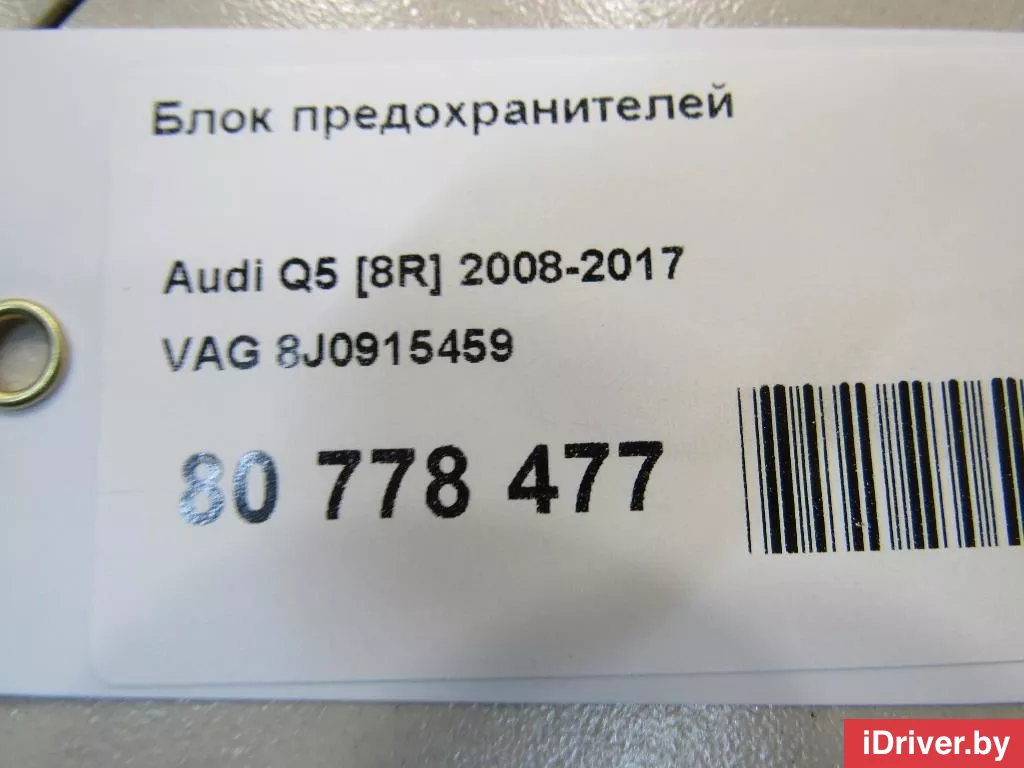 Блок предохранителей
Audi Q5 [8R] 2008-2017
VAG 8J0915459
80 778 477
iDriver.by